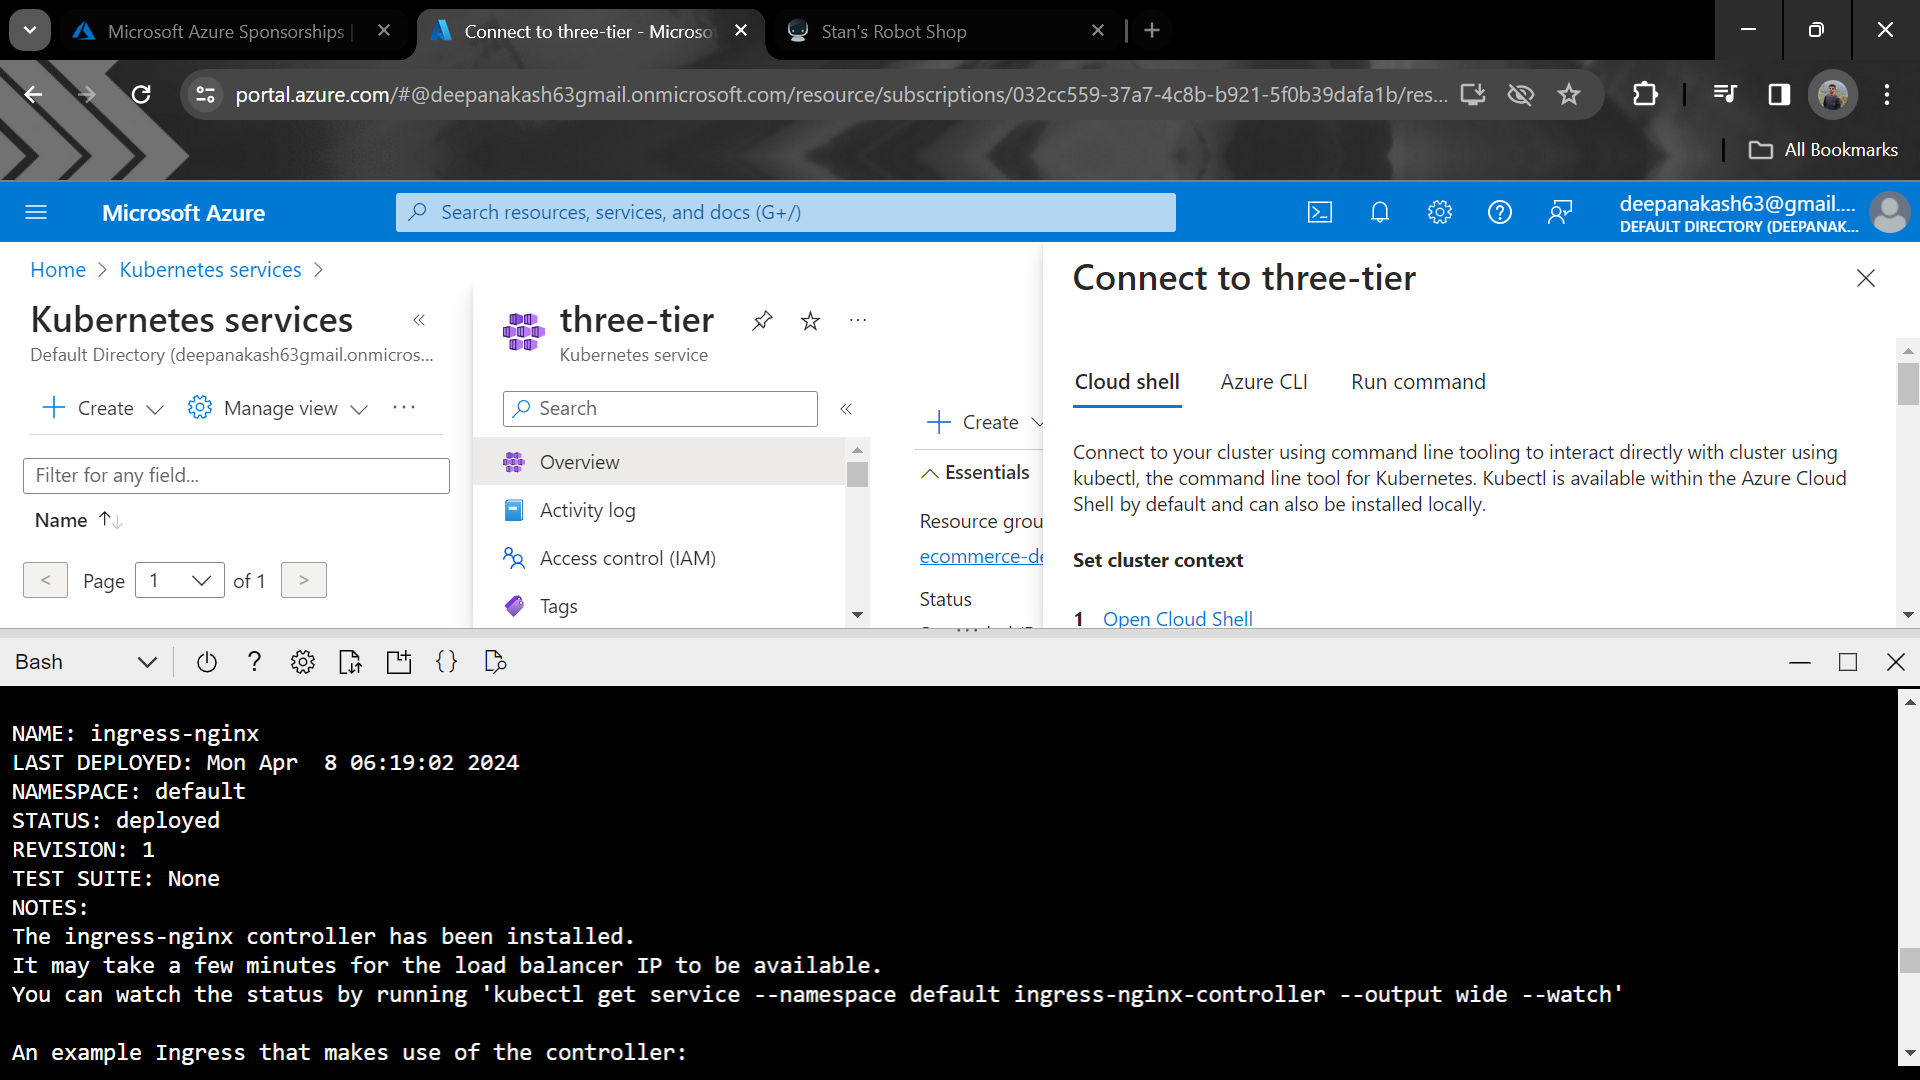 Microsoft Azure Sponsorships |
Connect to three-tier - Microso
Stan's Robot Shop
portal.azure.com/#@deepanakash63gmail.onmicrosoft.com/resource/subscriptions/032cc559-37a7-4c8b-b921-5f0b39dafa1b/res...
All Bookmarks
Microsoft Azure
Search resources, services, and docs (G+/)
deepanakash63@gmail....
DEFAULT DIRECTORY (DEEPANAK...
Home > Kubernetes services >
Kubernetes services
Default Directory (deepanakash63gmail.onmicros...
Create
Manage view
Filter for any field...
Name
< Page 1 of 1 >
three-tier
Kubernetes service
Search
Overview
Activity log
Access control (IAM)
Tags
Create
Essentials
Resource grou
ecommerce-de
Status
Connect to three-tier
Cloud shell
Azure CLI
Run command
Connect to your cluster using command line tooling to interact directly with cluster using
kubectl, the command line tool for Kubernetes. Kubectl is available within the Azure Cloud
Shell by default and can also be installed locally.
Set cluster context
1 Open Cloud Shell
Bash
NAME: ingress-nginx
LAST DEPLOYED: Mon Apr  8 06:19:02 2024
NAMESPACE: default
STATUS: deployed
REVISION: 1
TEST SUITE: None
NOTES:
The ingress-nginx controller has been installed.
It may take a few minutes for the load balancer IP to be available.
You can watch the status by running 'kubectl get service --namespace default ingress-nginx-controller --output wide --watch'
An example Ingress that makes use of the controller: